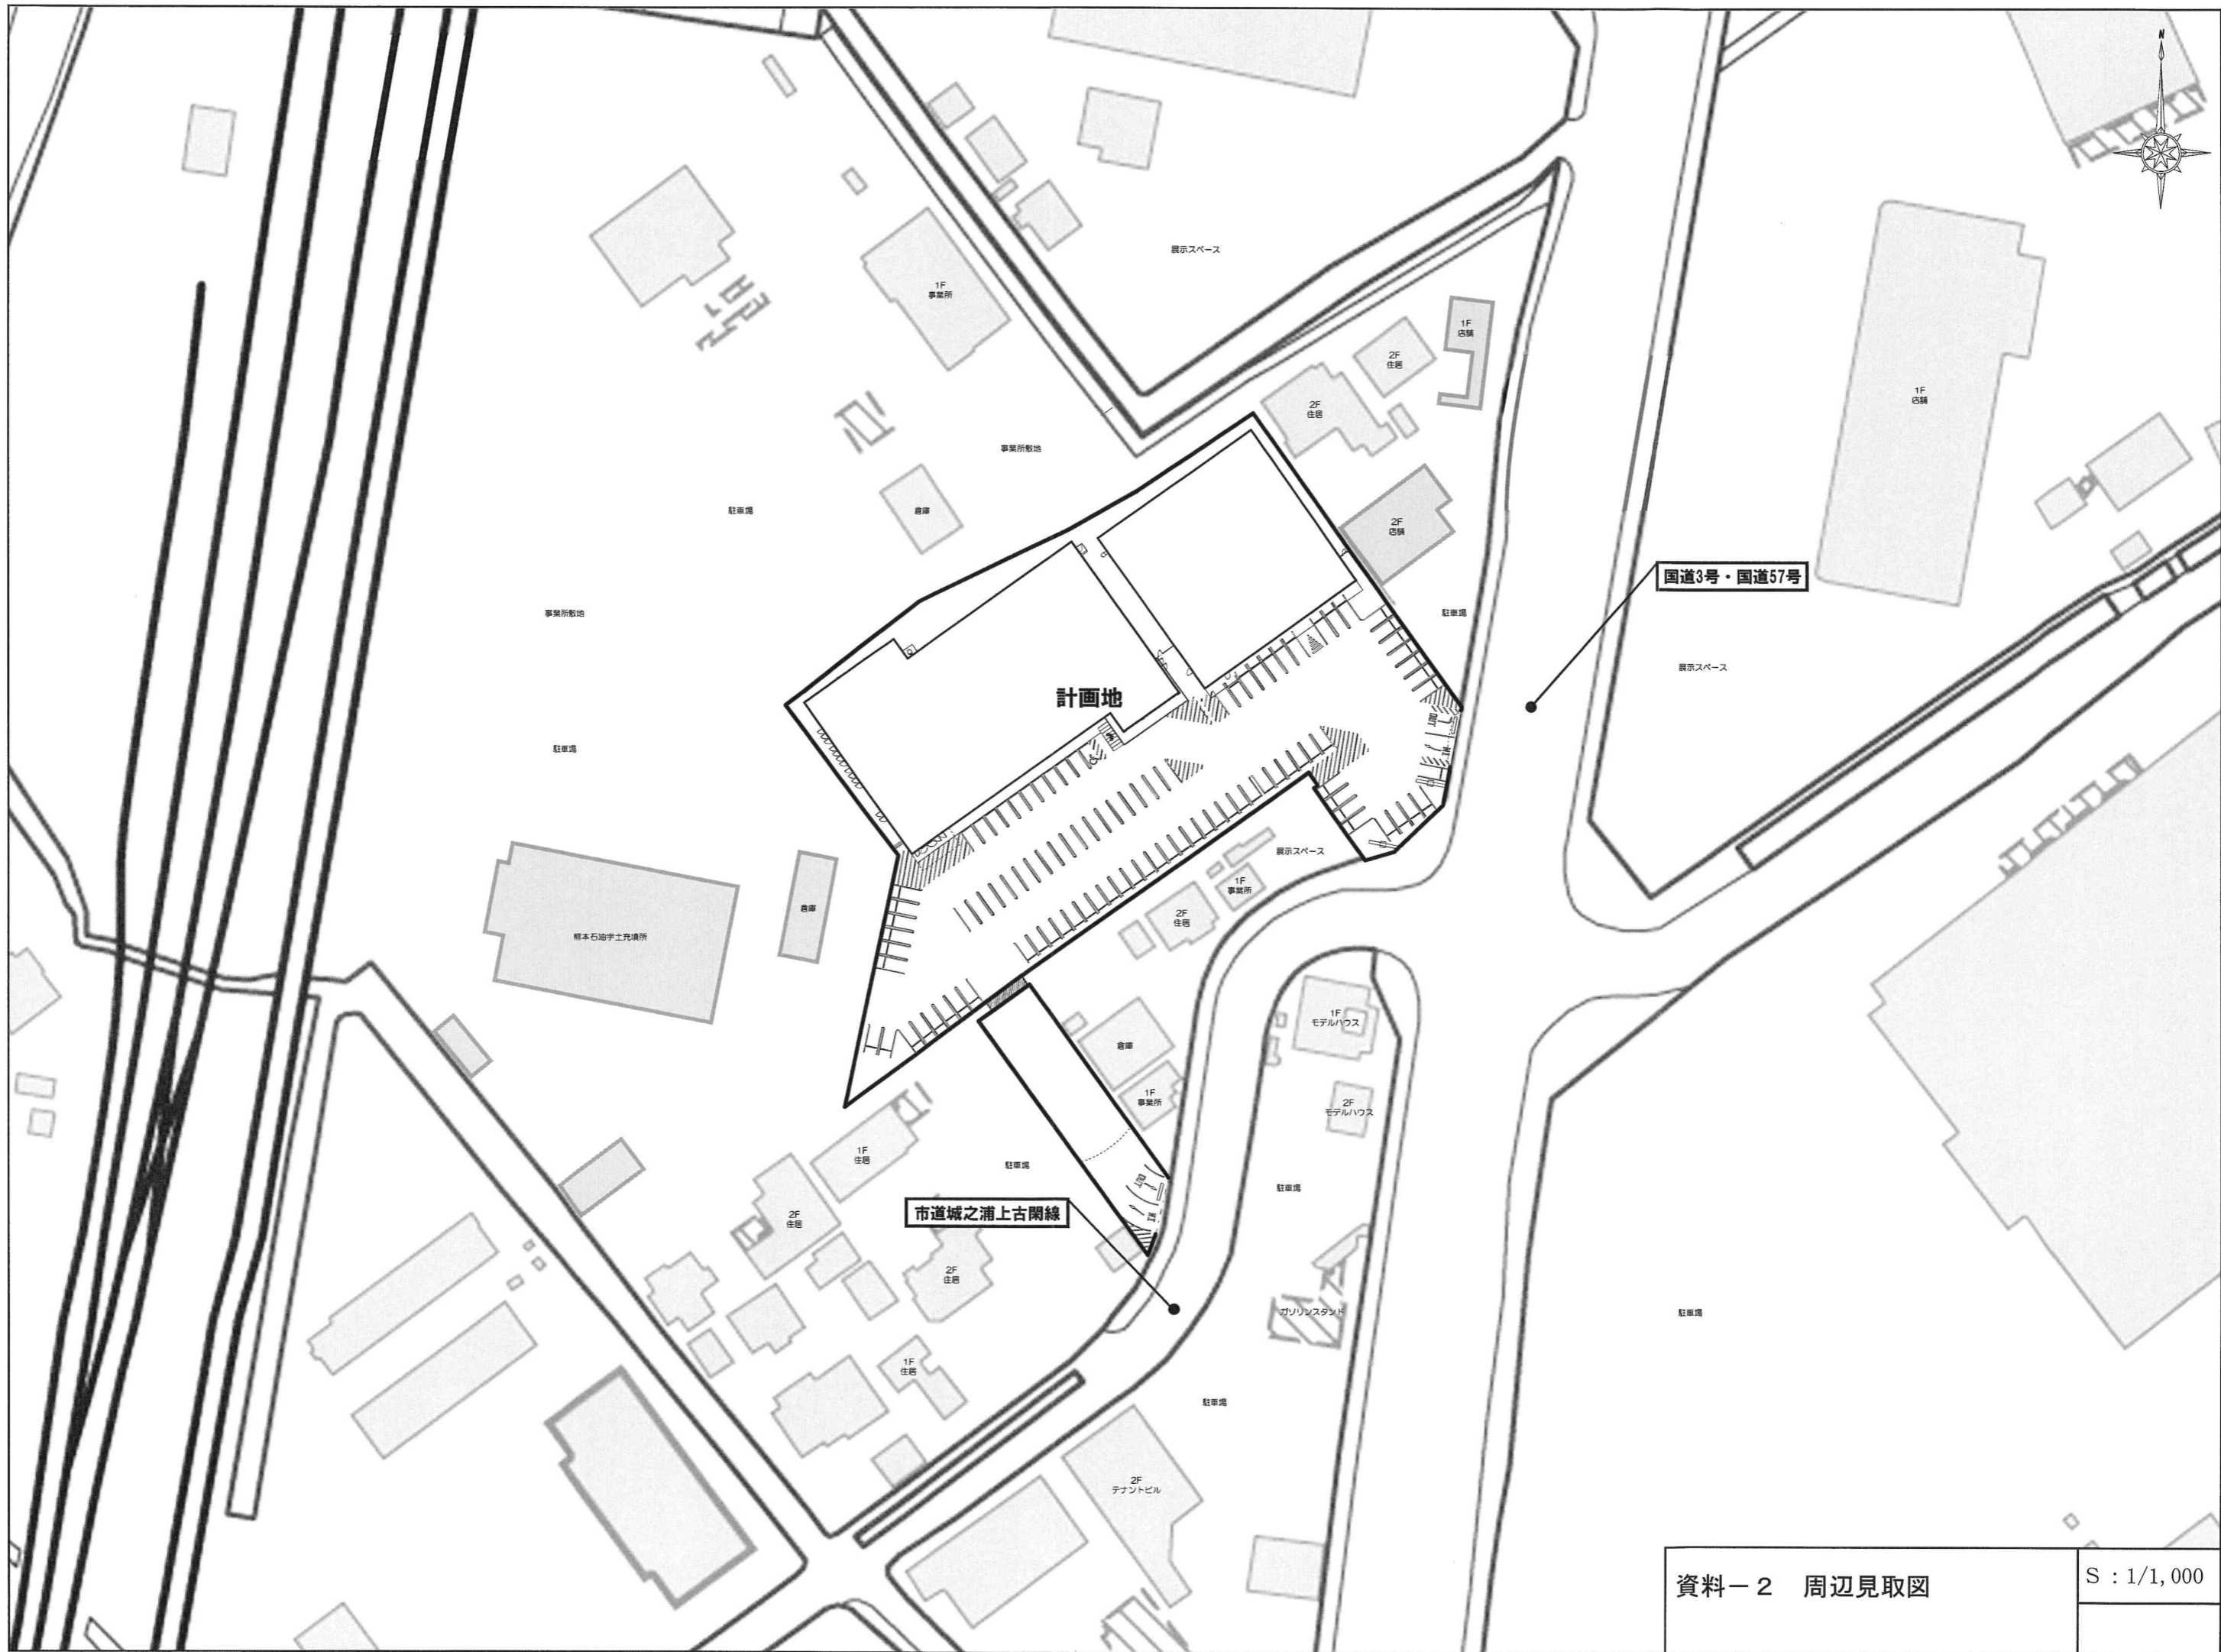 N
展示スペース
1F
事業所
1F
店舗
2F
住居
2F
住居
1F
店舗
事業所敷地
駐車場
倉庫
2F
店舗
国道3号・国道57号
事業所敷地
駐車場
展示スペース
計画地
駐車場
OUT
IN
展示スペース
1F
事業所
2F
住居
倉庫
熊本石油宇土充填所
1F
モデルハウス
倉庫
1F
事業所
2F
モデルハウス
1F
住居
駐車場
OUT
IN
駐車場
市道城之浦上古閑線
2F
住居
2F
住居
ガソリンスタンド
駐車場
1F
住居
駐車場
2F
テナントビル
資料－2　周辺見取図
S：1/1,000